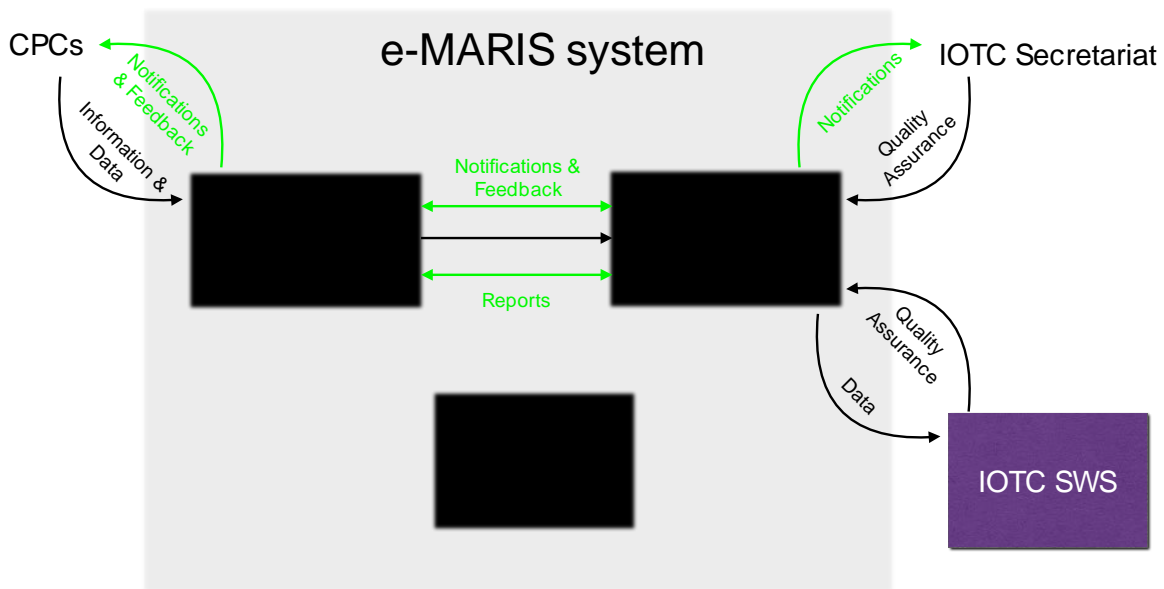 CPCs
e-MARIS system
IOTC Secretariat
Notifications
& Feedback
Information &
Data
Notifications &
Feedback
Reports
Notifications
Quality
Assurance
Quality
Assurance
Data
IOTC SWS